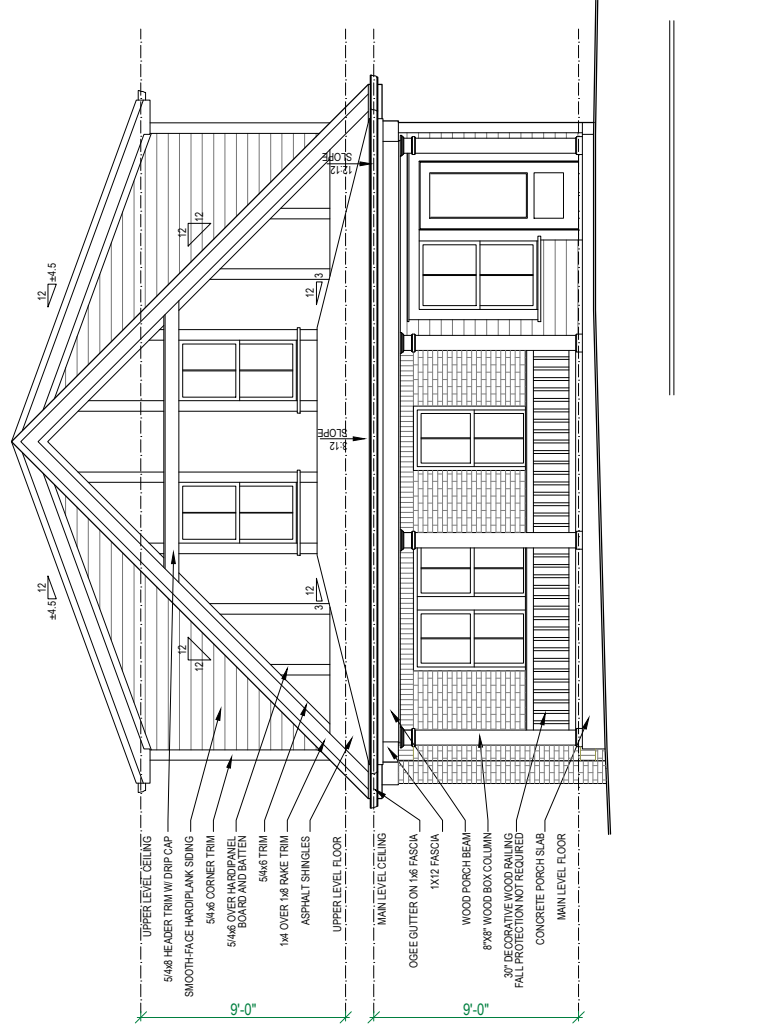 UPPER LEVEL CEILING
5/4x8 HEADER TRIM W/ DRIP CAP
SMOOTH-FACE HARDIPLANK SIDING
5/4x6 CORNER TRIM
5/4x6 OVER HARDIPANEL
BOARD AND BATTEN
5/4x6 TRIM
1x4 OVER 1x8 RAKE TRIM
ASPHALT SHINGLES
UPPER LEVEL FLOOR
MAIN LEVEL CEILING
OGEE GUTTER ON 1x6 FASCIA
1X12 FASCIA
WOOD PORCH BEAM
8"X8" WOOD BOX COLUMN
30" DECORATIVE WOOD RAILING
FALL PROTECTION NOT REQUIRED
CONCRETE PORCH SLAB
MAIN LEVEL FLOOR
9'-0"
9'-0"
12
±4.5
12
±4.5
12
12
12
12
12
3
12
3
3:12
SLOPE
12:12
SLOPE